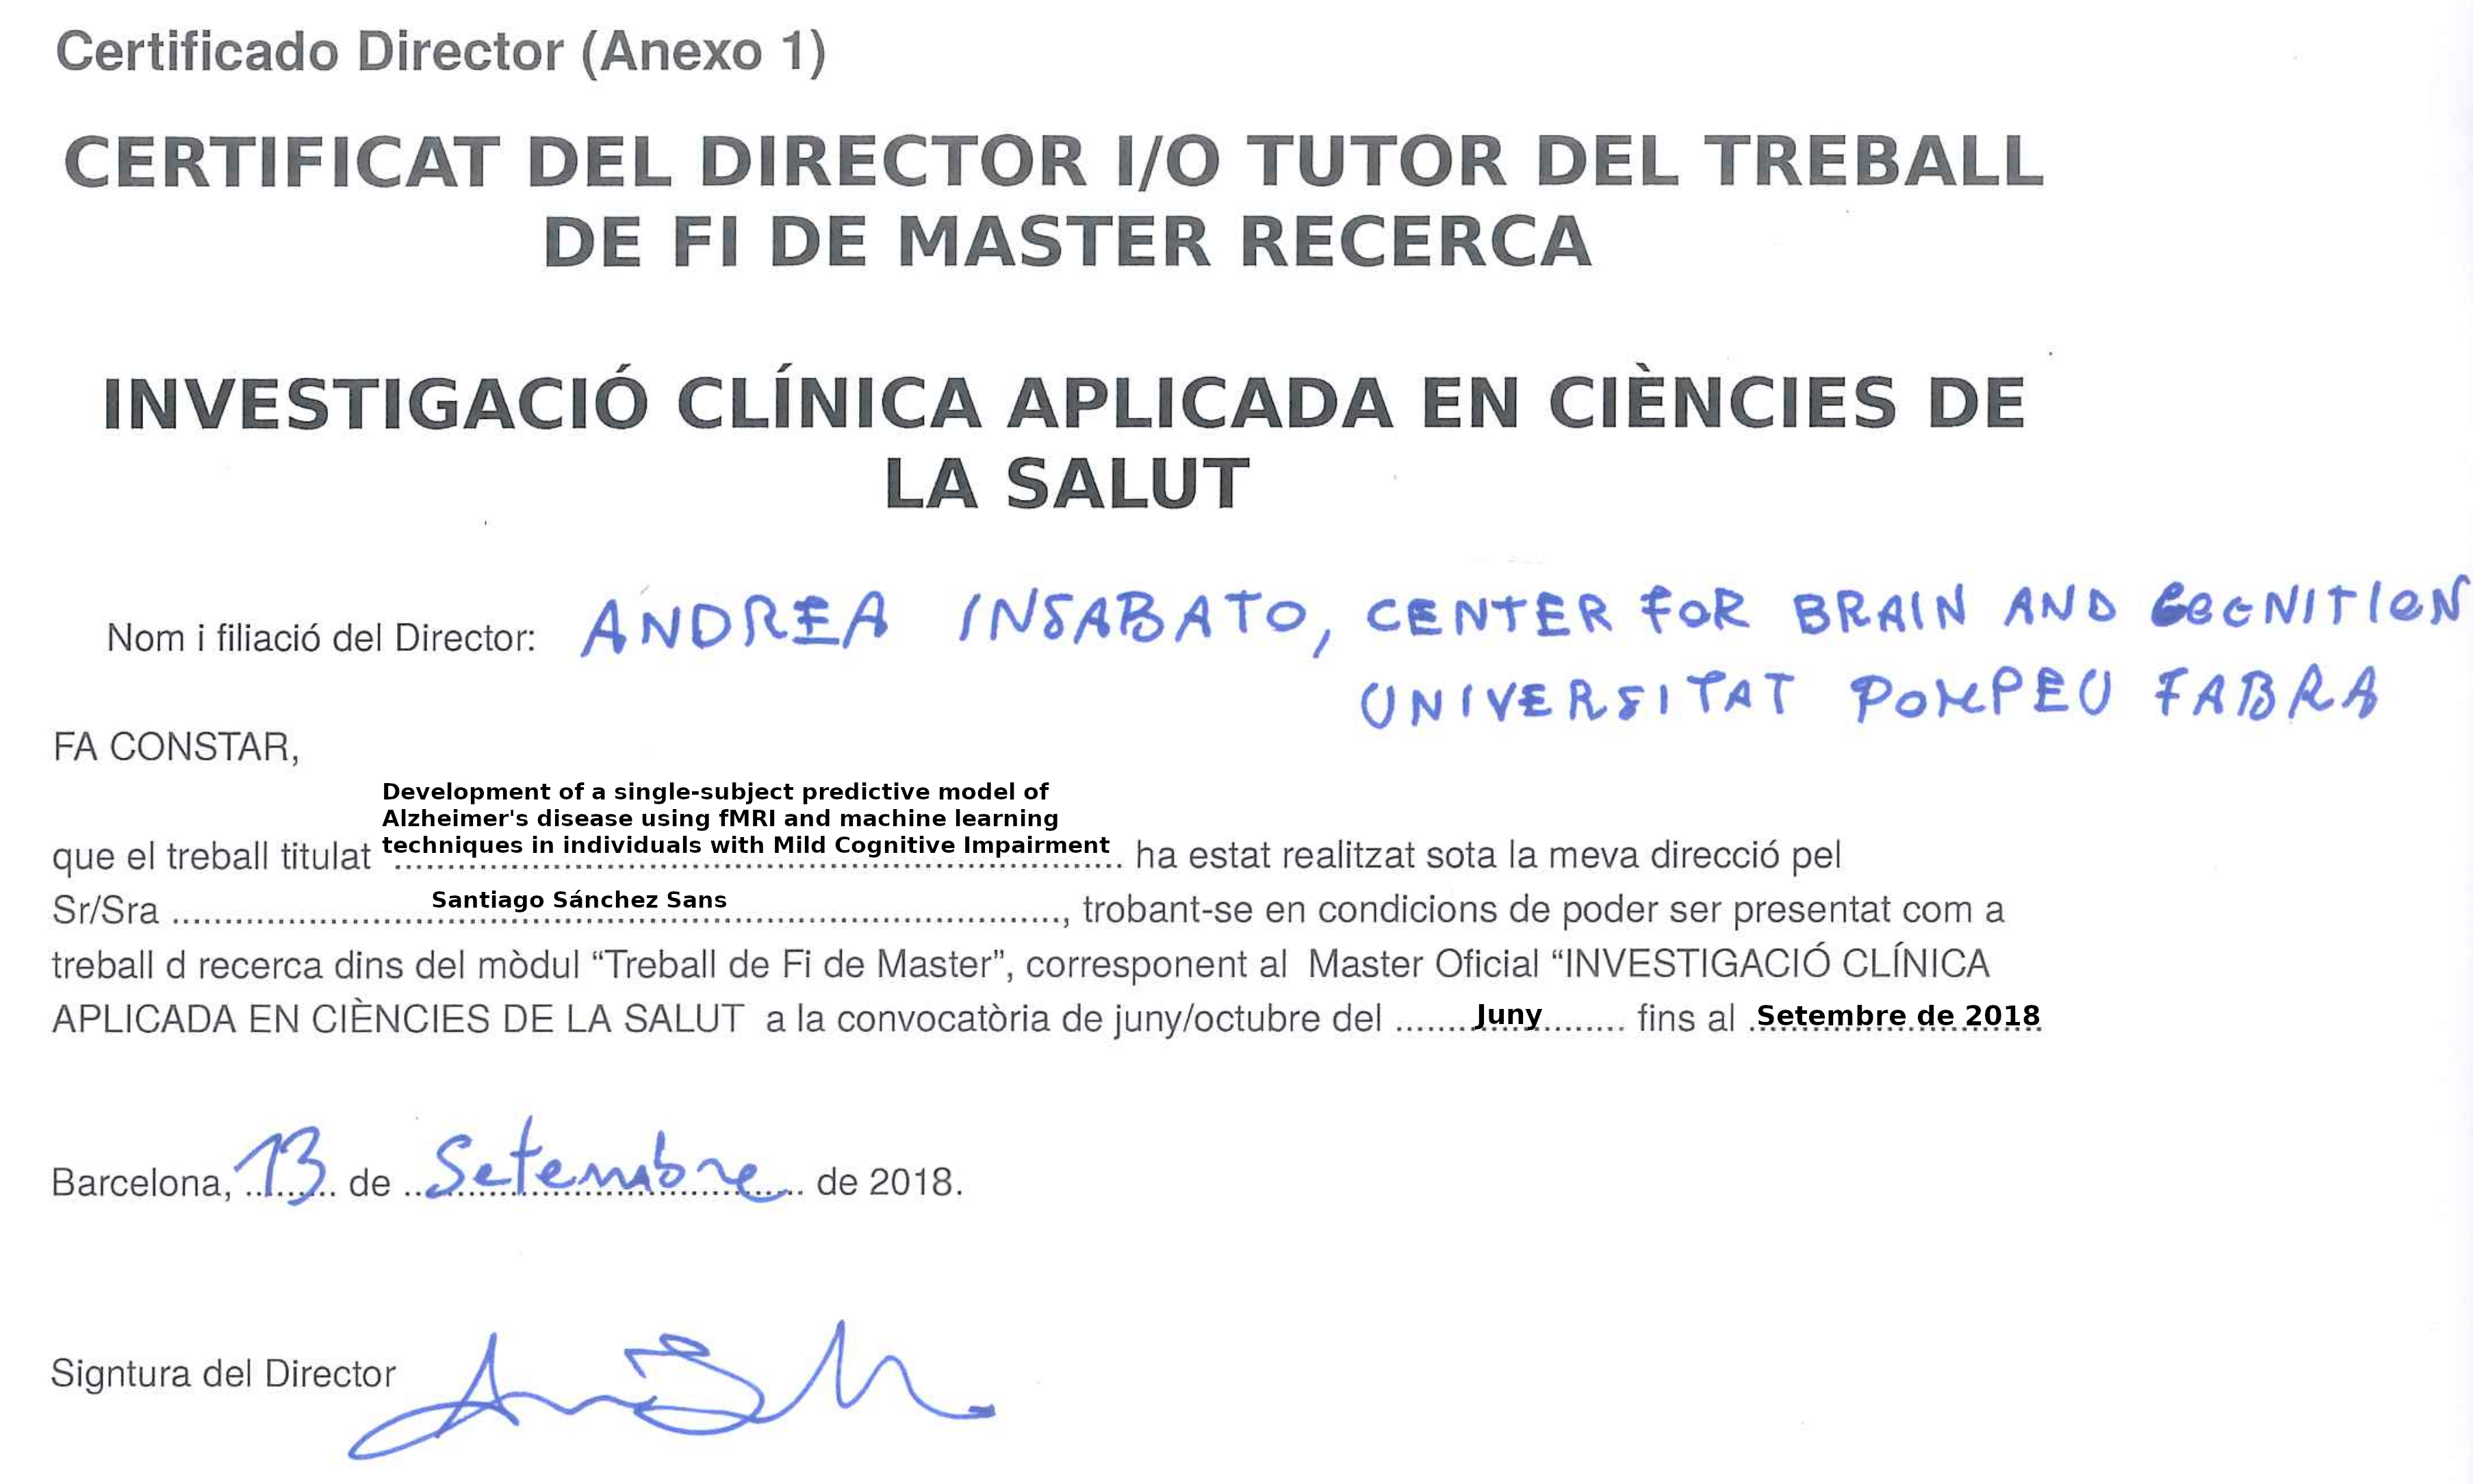 Certificado Director (Anexo 1)
CERTIFICAT DEL DIRECTOR I/O TUTOR DEL TREBALL
DE FI DE MASTER RECERCA
INVESTIGACIÓ CLÍNICA APLICADA EN CIÈNCIES DE
LA SALUT
Nom i filiació del Director: ANDREA INSABATO, CENTER FOR BRAIN AND COGNITION
UNIVERSITAT POMPEU FABRA
FA CONSTAR,
Development of a single-subject predictive model of
Alzheimer's disease using fMRI and machine learning
techniques in individuals with Mild Cognitive Impairment
que el treball titulat ........ ha estat realitzat sota la meva direcció pel
Sr/Sra ........ Santiago Sánchez Sans ........, trobant-se en condicions de poder ser presentat com a
treball d recerca dins del mòdul “Treball de Fi de Master”, corresponent al Master Oficial “INVESTIGACIÓ CLÍNICA
APLICADA EN CIÈNCIES DE LA SALUT a la convocatòria de juny/octubre del ........ Juny ........ fins al Setembre de 2018
Barcelona, 13 de Setembre de 2018.
Signtura del Director